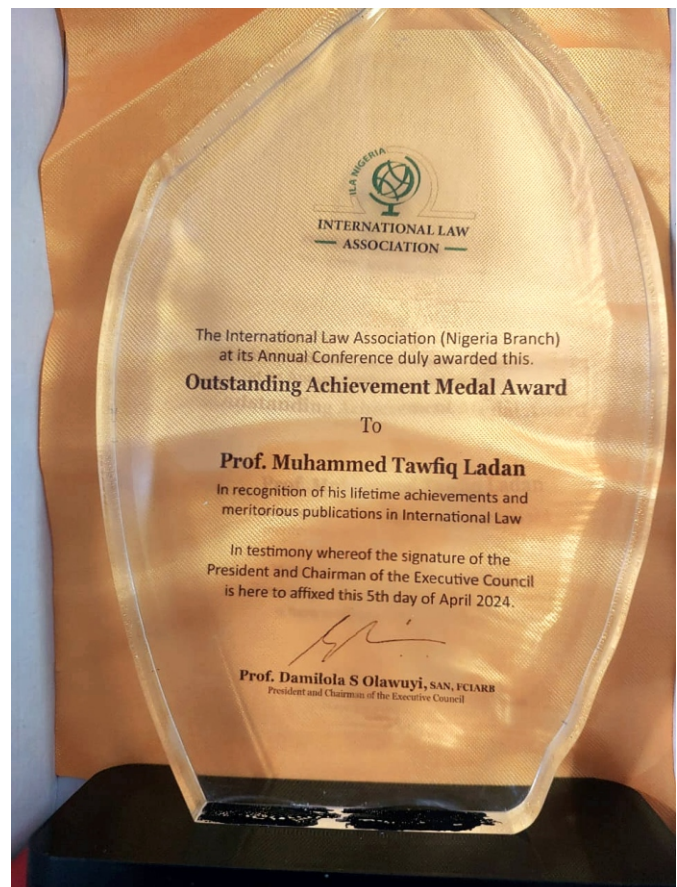 ILA NIGERIA
INTERNATIONAL LAW
ASSOCIATION
The International Law Association (Nigeria Branch)
at its Annual Conference duly awarded this.
Outstanding Achievement Medal Award
To
Prof. Muhammed Tawfiq Ladan
In recognition of his lifetime achievements and
meritorious publications in International Law
In testimony whereof the signature of the
President and Chairman of the Executive Council
is here to affixed this 5th day of April 2024.
Prof. Damilola S Olawuyi, SAN, FCIARB
President and Chairman of the Executive Council